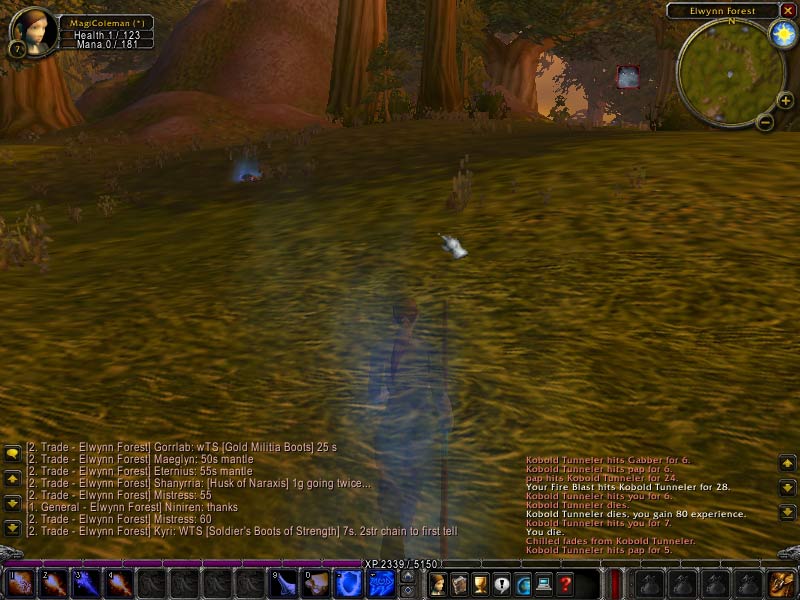 MagiColeman (*)
Health 1 / 123
Mana 0 / 181
7
Elwynn Forest
N
[2. Trade - Elwynn Forest] Gorrlab: wTS [Gold Militia Boots] 25 s
[2. Trade - Elwynn Forest] Maeglyn: 50s mantle
[2. Trade - Elwynn Forest] Eternius: 55s mantle
[2. Trade - Elwynn Forest] Shanyrria: [Husk of Naraxis] 1g going twice...
[2. Trade - Elwynn Forest] Mistress: 55
[1. General - Elwynn Forest] Niniren: thanks
[2. Trade - Elwynn Forest] Mistress: 60
[2. Trade - Elwynn Forest] Kyri: WTS [Soldier's Boots of Strength] 7s. 2str chain to first tell
Kobold Tunneler hits Gabber for 6.
Kobold Tunneler hits pap for 6.
pap hits Kobold Tunneler for 24.
Your Fire Blast hits Kobold Tunneler for 28.
Kobold Tunneler hits you for 6.
Kobold Tunneler dies.
Kobold Tunneler dies, you gain 80 experience.
Kobold Tunneler hits you for 7.
You die.
Chilled fades from Kobold Tunneler.
Kobold Tunneler hits pap for 5.
XP 2339 / 5150
1 2 3 4 9 0 - =